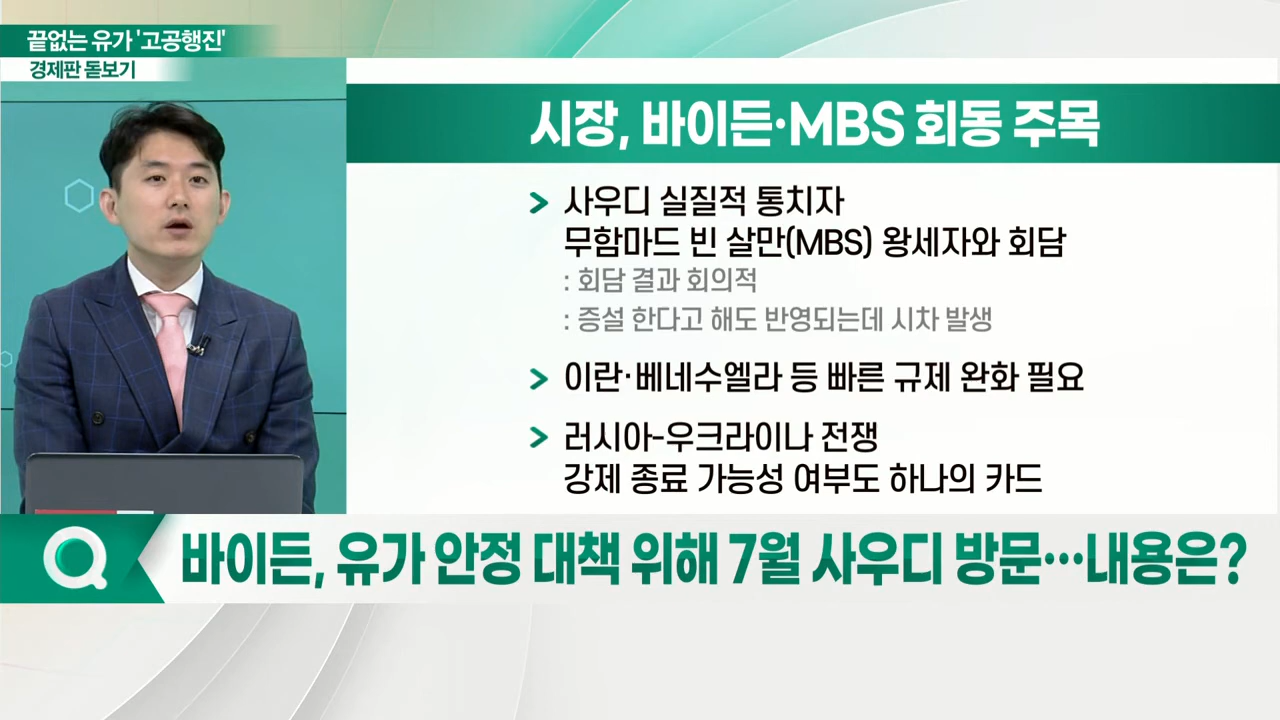 끝없는 유가 '고공행진'
경제판 돋보기
시장, 바이든·MBS 회동 주목
> 사우디 실질적 통치자
무함마드 빈 살만(MBS) 왕세자와 회담
: 회담 결과 회의적
: 증설 한다고 해도 반영되는데 시차 발생
> 이란·베네수엘라 등 빠른 규제 완화 필요
> 러시아-우크라이나 전쟁
강제 종료 가능성 여부도 하나의 카드
Q 바이든, 유가 안정 대책 위해 7월 사우디 방문…내용은?